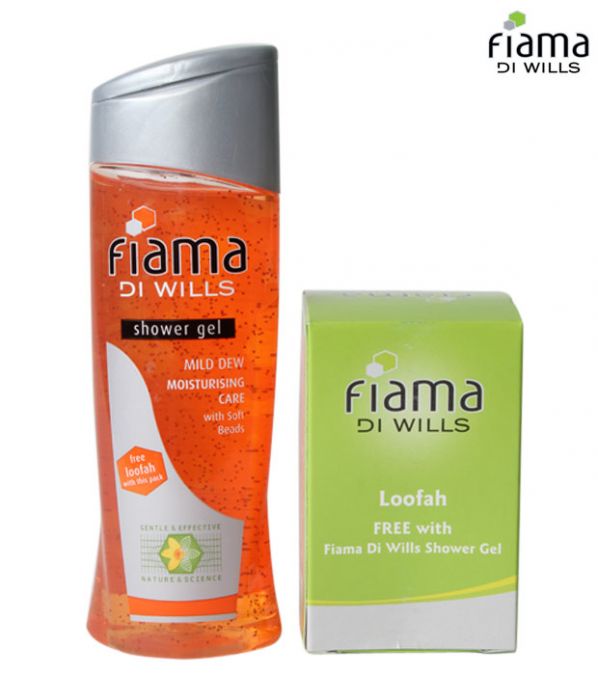 fiama
DI WILLS
fiama
DI WILLS
shower gel
MILD DEW
MOISTURISING
CARE
with Soft
Beads
free
loofah
with this pack
GENTLE & EFFECTIVE
NATURE & SCIENCE
fiama
DI WILLS
Loofah
FREE with
Fiama Di Wills Shower Gel